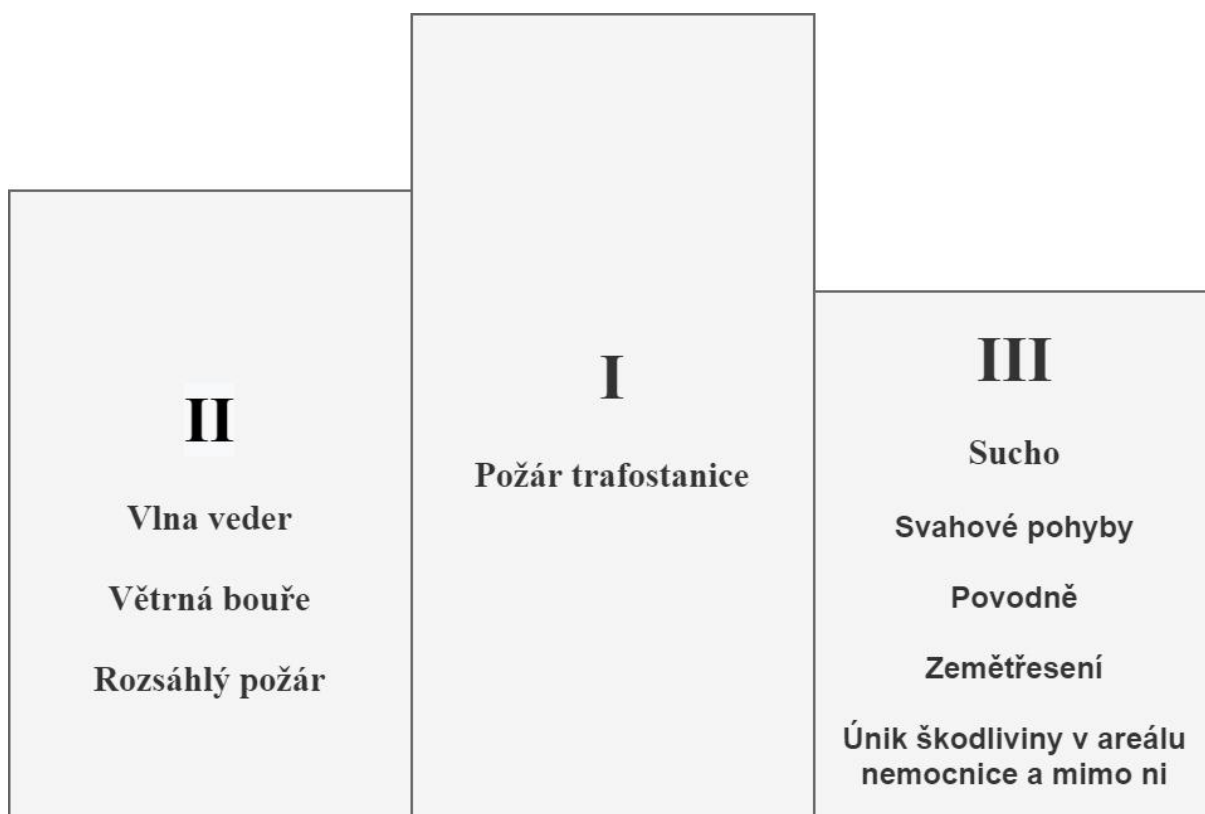 II
Vlna veder
Větrná bouře
Rozsáhlý požár
I
Požár trafostanice
III
Sucho
Svahové pohyby
Povodně
Zemětřesení
Únik škodliviny v areálu
nemocnice a mimo ni